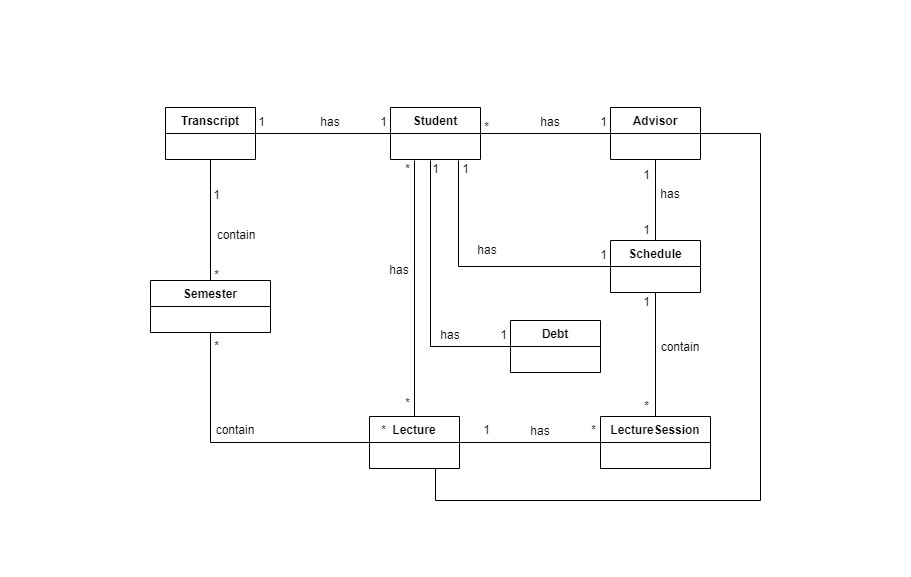 Transcript
1
has
1
Student
*
has
1
Advisor
*
1
1
1
has
1
contain
*
has
1
1
Schedule
has
Semester
*
1
has
1
Debt
contain
*
*
contain
* Lecture
1
has
*
LectureSession